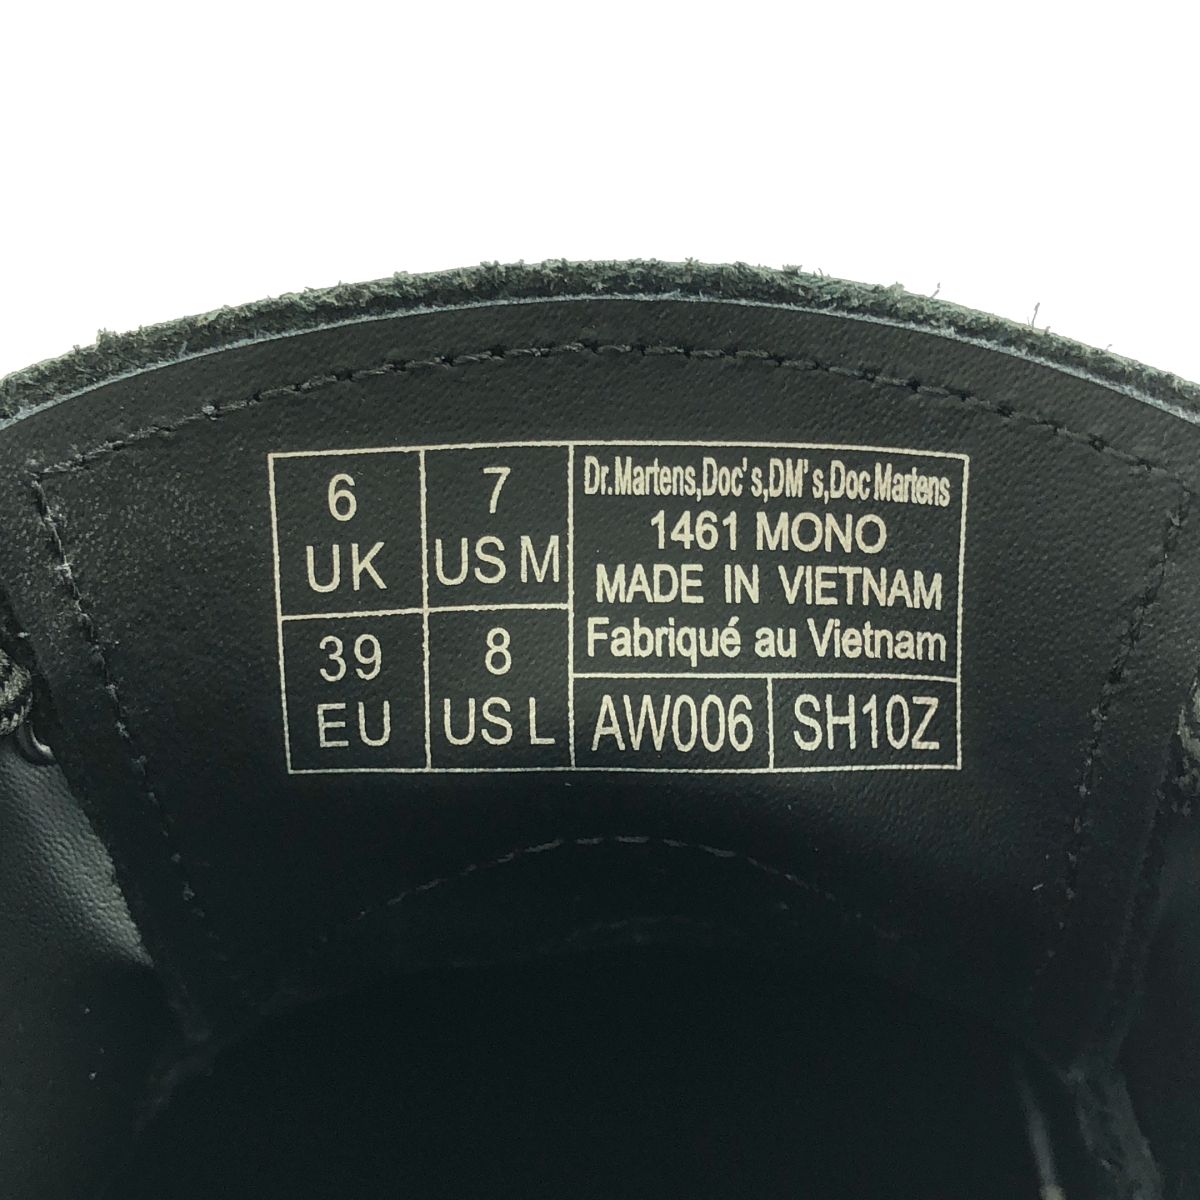 6
UK
7
US M
39
EU
8
US L
Dr.Martens,Doc's,DM's,Doc Martens
1461 MONO
MADE IN VIETNAM
Fabriqué au Vietnam
AW006
SH10Z